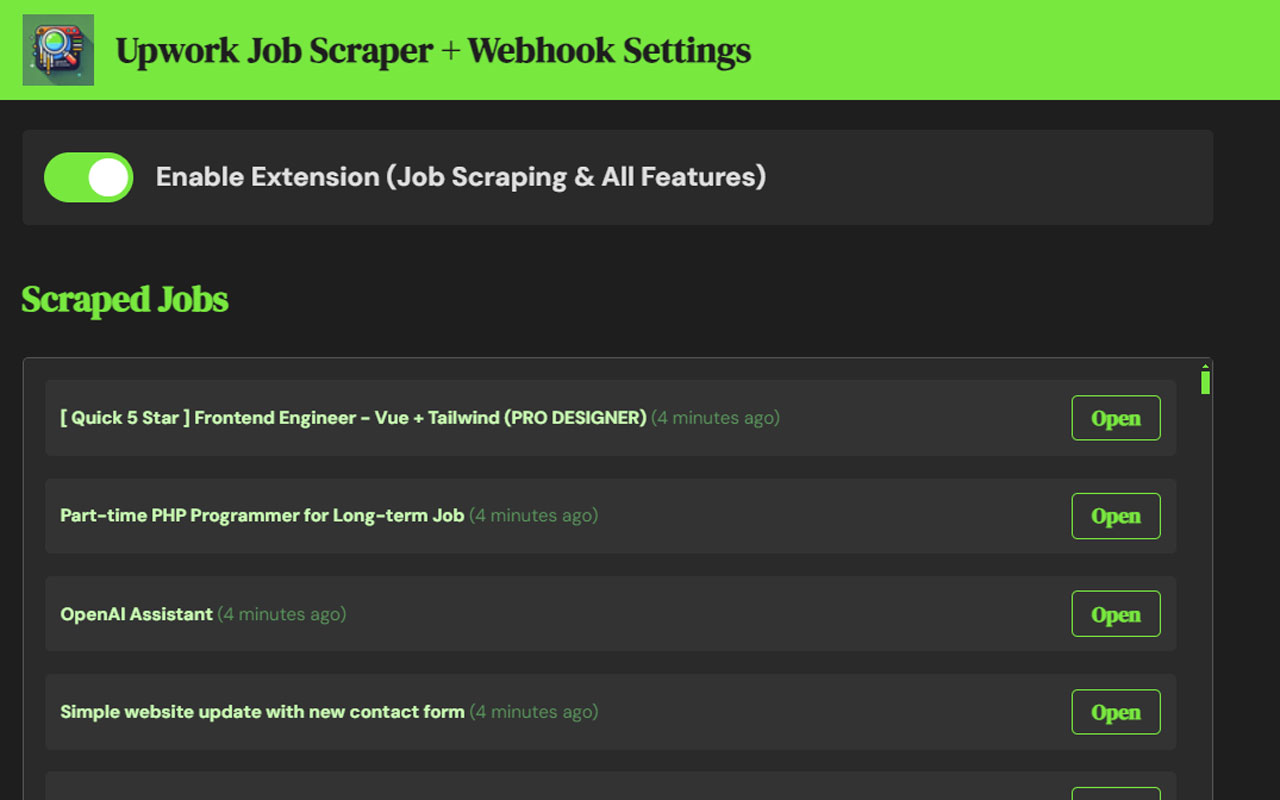 Upwork Job Scraper + Webhook Settings
Enable Extension (Job Scraping & All Features)
Scraped Jobs
[ Quick 5 Star ] Frontend Engineer - Vue + Tailwind (PRO DESIGNER) (4 minutes ago)
Open
Part-time PHP Programmer for Long-term Job (4 minutes ago)
Open
OpenAI Assistant (4 minutes ago)
Open
Simple website update with new contact form (4 minutes ago)
Open